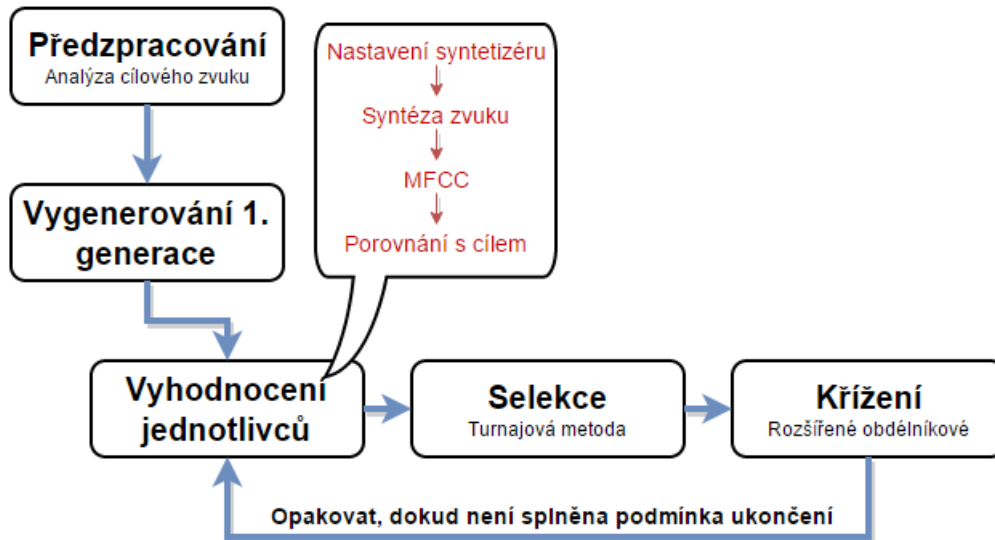 Předzpracování
Analýza cílového zvuku
Nastavení syntetizéru
Syntéza zvuku
MFCC
Porovnání s cílem
Vygenerování 1.
generace
Vyhodnocení
jednotlivců
Selekce
Turnajová metoda
Křížení
Rozšířené obdélníkové
Opakovat, dokud není splněna podmínka ukončení